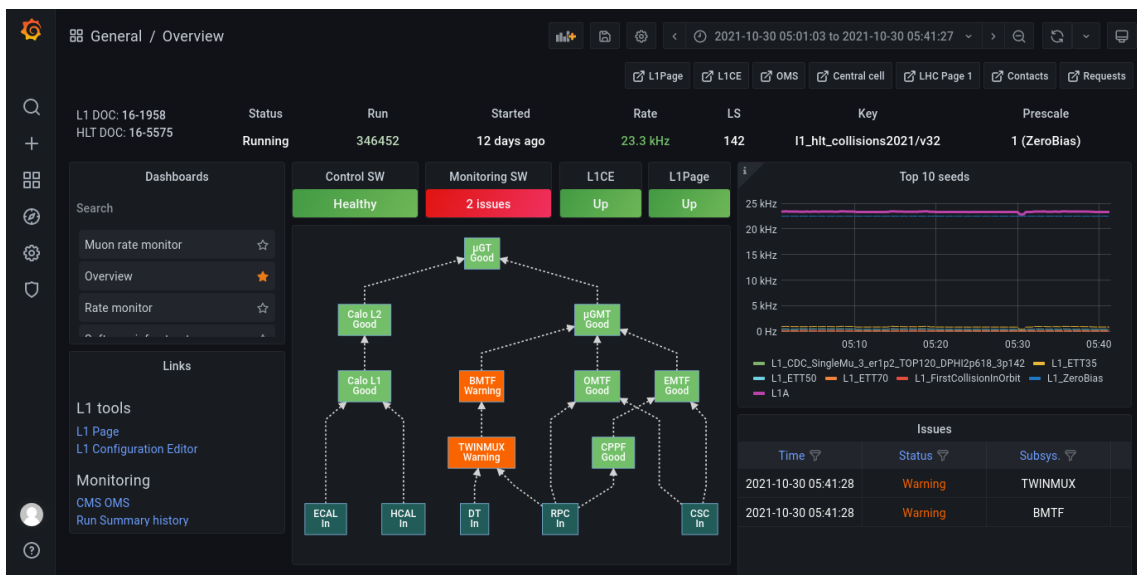 General / Overview
2021-10-30 05:01:03 to 2021-10-30 05:41:27
L1Page L1CE OMS Central cell LHC Page 1 Contacts Requests
L1 DOC: 16-1958
HLT DOC: 16-5575
Status Run Started Rate LS Key Prescale
Running 346452 12 days ago 23.3 kHz 142 l1_hlt_collisions2021/v32 1 (ZeroBias)
Dashboards
Search
Muon rate monitor
Overview
Rate monitor
Links
L1 tools
L1 Page
L1 Configuration Editor
Monitoring
CMS OMS
Run Summary history
Control SW Monitoring SW L1CE L1Page
Healthy 2 issues Up Up
µGT
Good
Calo L2
Good
µGMT
Good
Calo L1
Good
BMTF
Warning
OMTF
Good
EMTF
Good
TWINMUX
Warning
CPPF
Good
ECAL
In
HCAL
In
DT
In
RPC
In
CSC
In
Top 10 seeds
25 kHz
20 kHz
15 kHz
10 kHz
5 kHz
0 Hz
05:10 05:20 05:30 05:40
L1_CDC_SingleMu_3_er1p2_TOP120_DPHI2p618_3p142 L1_ETT35
L1_ETT50 L1_ETT70 L1_FirstCollisionInOrbit L1_ZeroBias
L1A
Issues
Time Status Subsys.
2021-10-30 05:41:28 Warning TWINMUX
2021-10-30 05:41:28 Warning BMTF